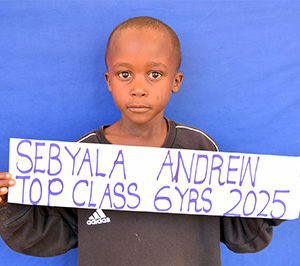 SEBYALA ANDREW
TOP CLASS 6YRS 2025
adidas